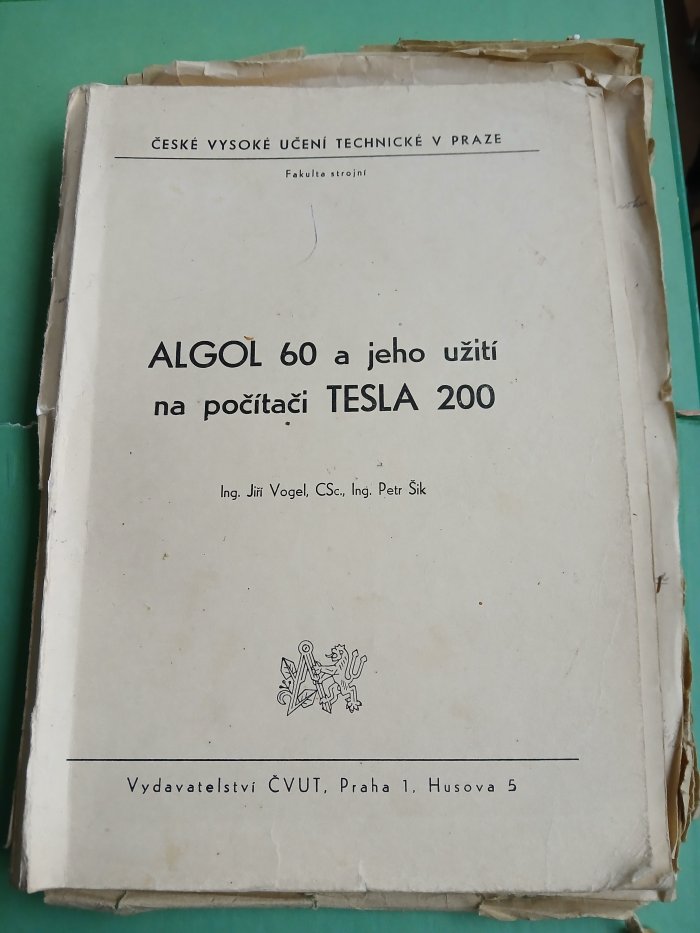 ČESKÉ VYSOKÉ UČENÍ TECHNICKÉ V PRAZE
Fakulta strojní
ALGOL 60 a jeho užití
na počítači TESLA 200
Ing. Jiří Vogel, CSc., Ing. Petr Šik
Vydavatelství ČVUT, Praha 1, Husova 5